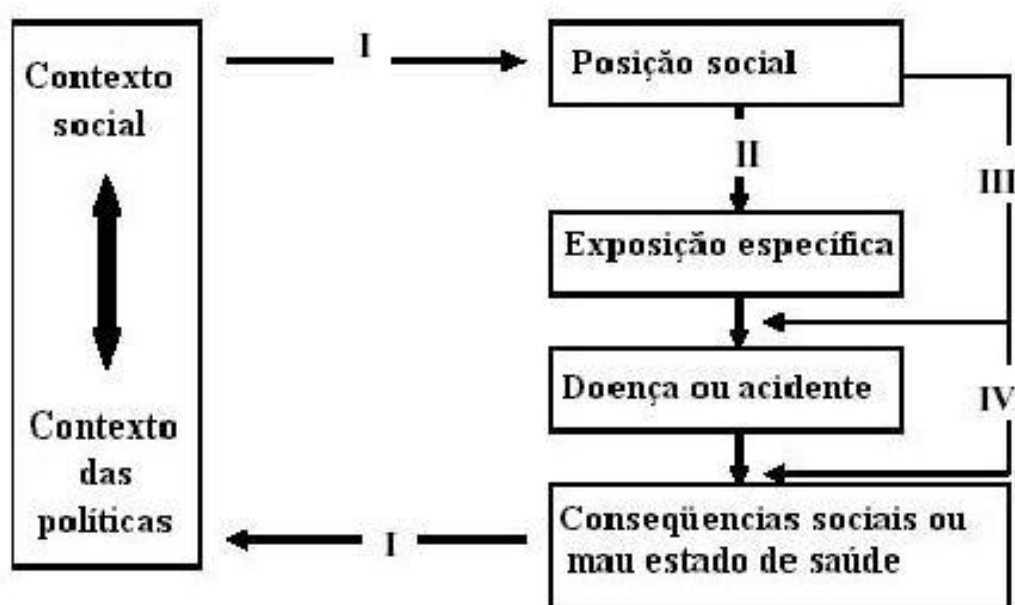 Contexto
social
Contexto
das
políticas
I
Posição social
II
III
Exposição específica
Doença ou acidente
IV
Conseqüencias sociais ou
mau estado de saúde
I